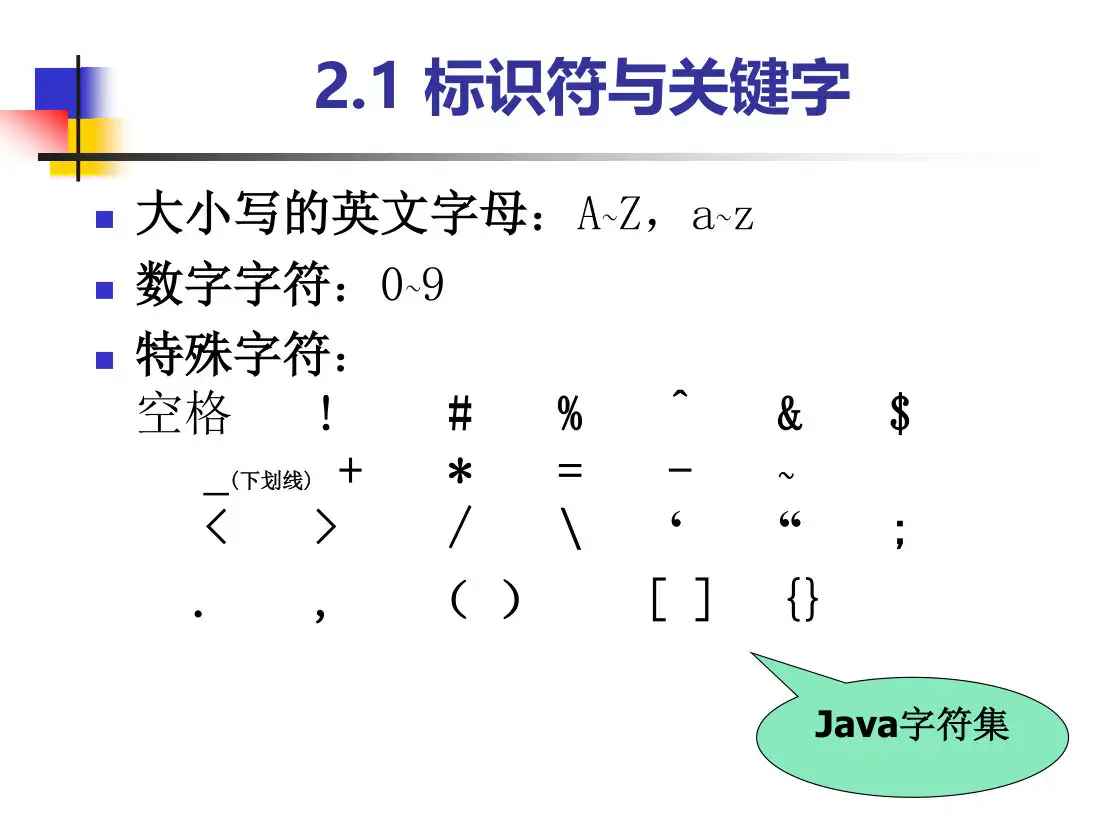 2.1 标识符与关键字
大小写的英文字母：A~Z，a~z
数字字符：0~9
特殊字符：
空格 ! # % ^ & $
_(下划线) + * = - ~
< > / \ ‘ “ ;
. , ( ) [ ] {}
Java字符集